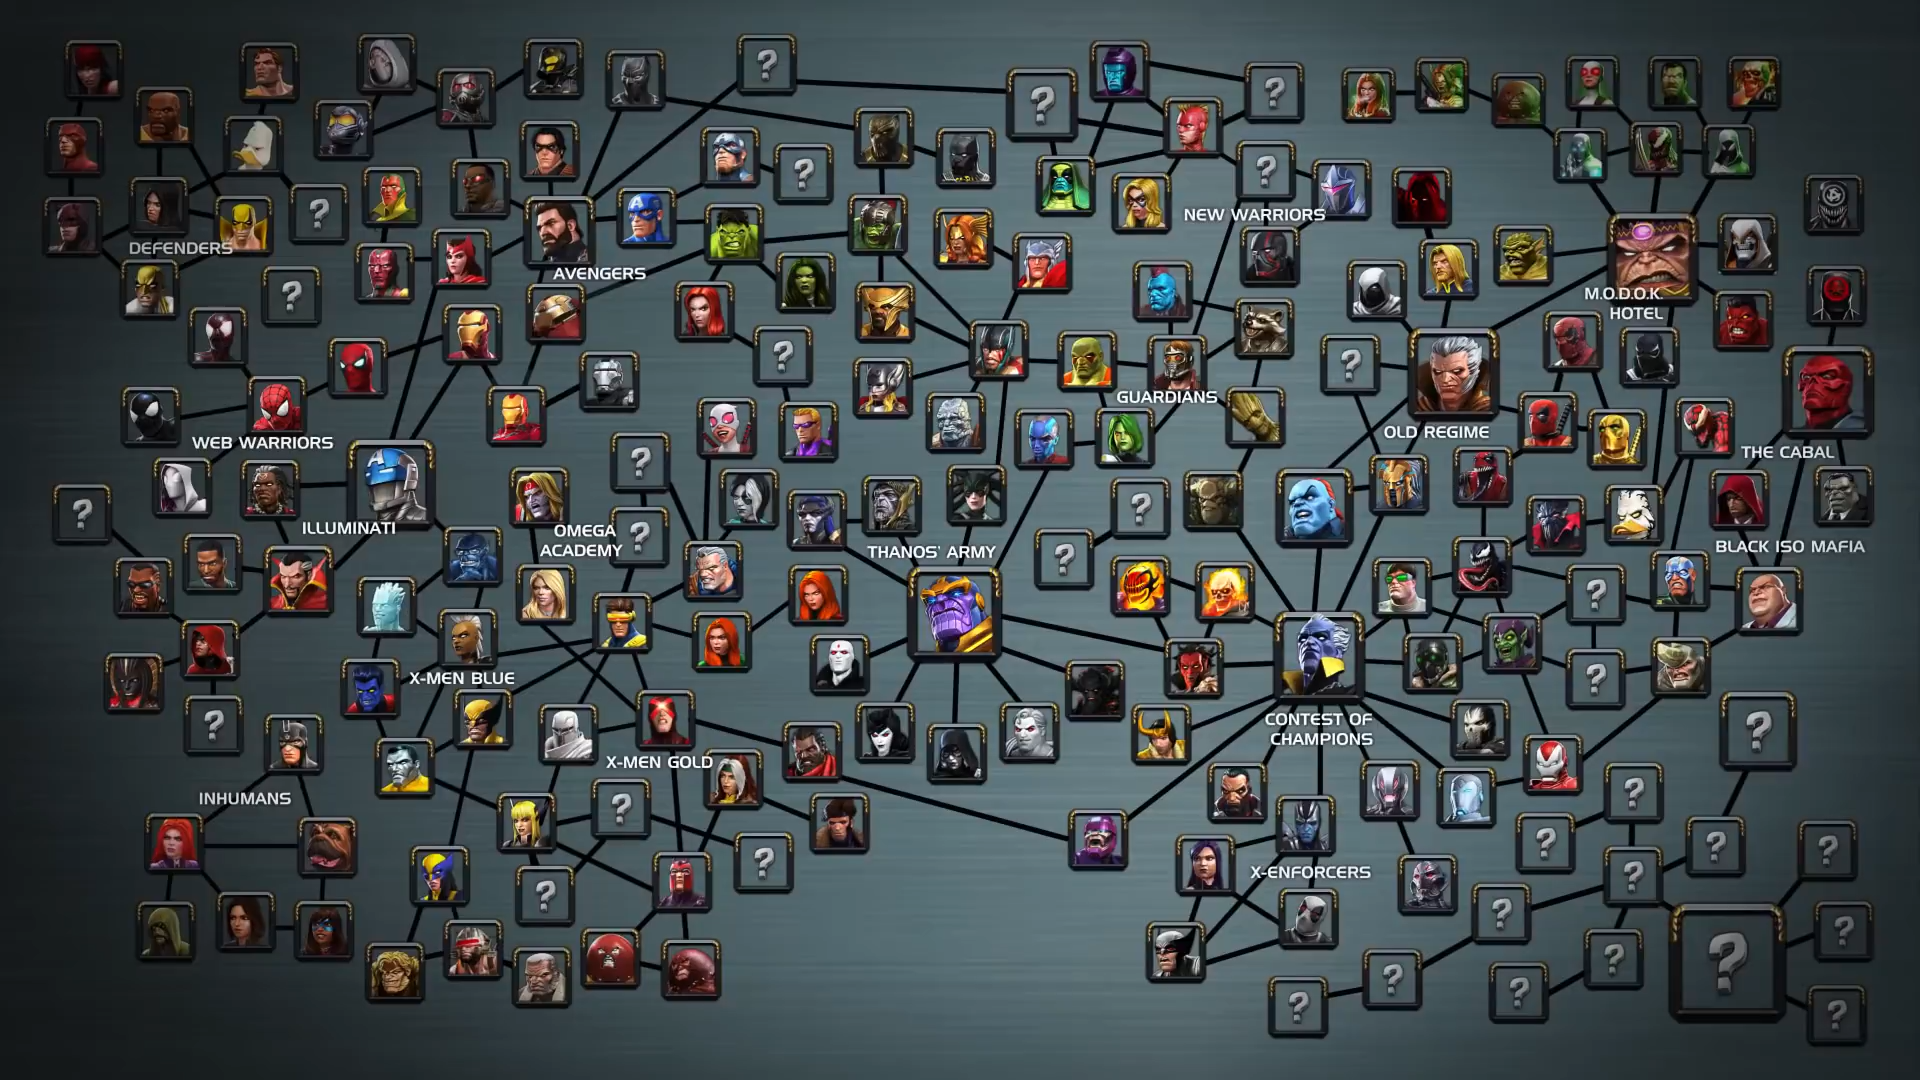 NEW WARRIORS
DEFENDERS
AVENGERS
M.O.D.O.K.
HOTEL
GUARDIANS
WEB WARRIORS
OLD REGIME
THE CABAL
ILLUMINATI
OMEGA
ACADEMY
THANOS' ARMY
BLACK ISO MAFIA
X-MEN BLUE
CONTEST OF
CHAMPIONS
X-MEN GOLD
INHUMANS
X-ENFORCERS